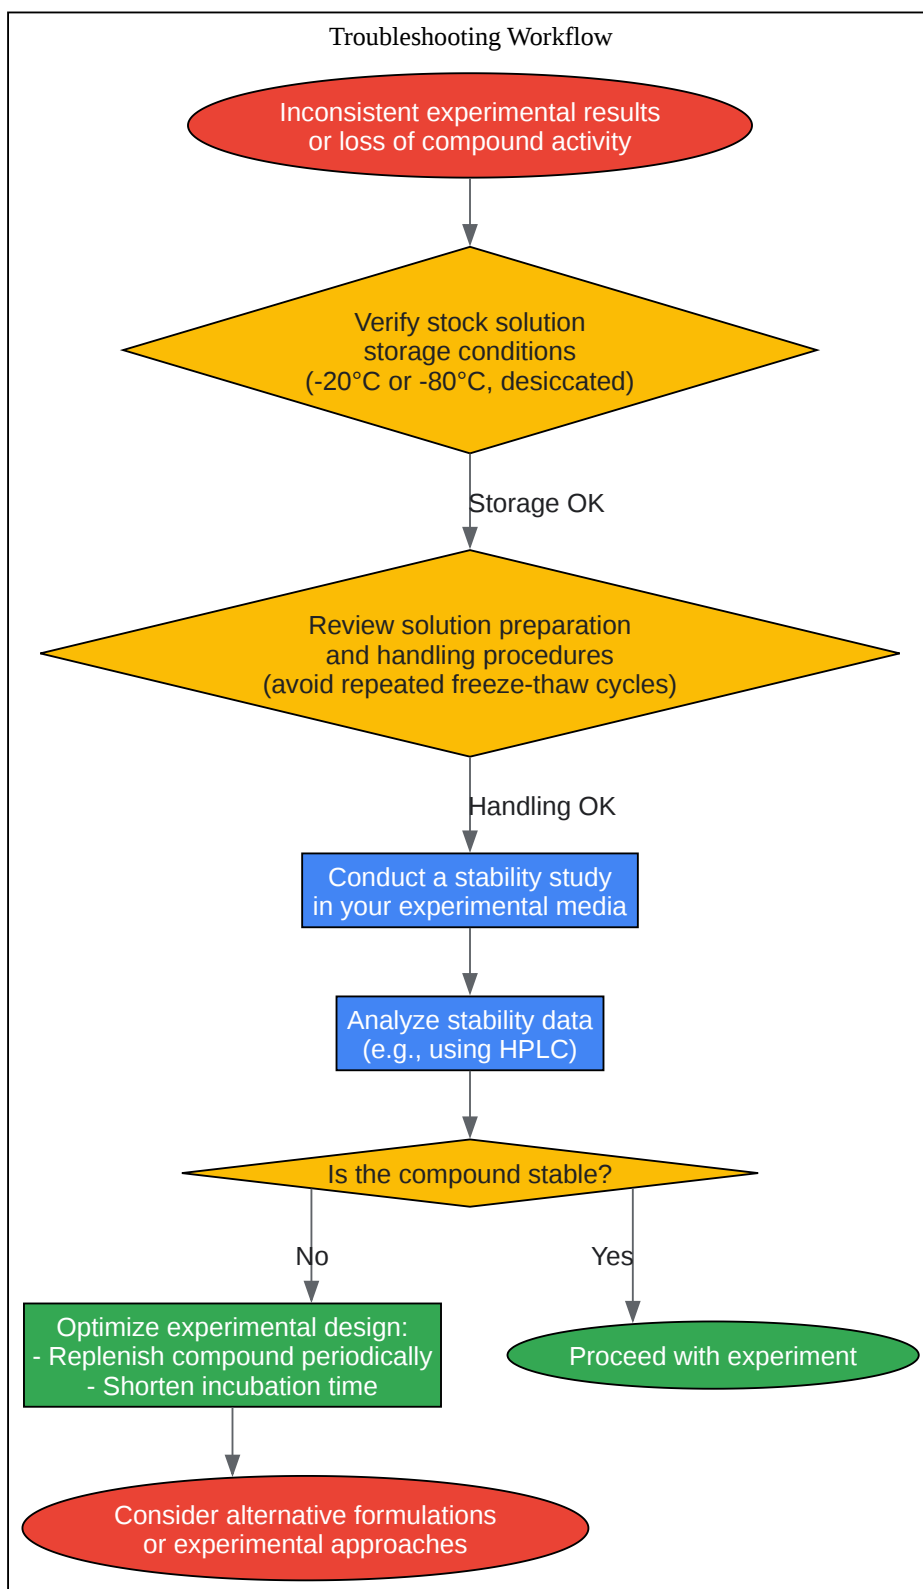 Troubleshooting Workflow
Inconsistent experimental results
or loss of compound activity
Verify stock solution
storage conditions
(-20°C or -80°C, desiccated)
Storage OK
Review solution preparation
and handling procedures
(avoid repeated freeze-thaw cycles)
Handling OK
Conduct a stability study
in your experimental media
Analyze stability data
(e.g., using HPLC)
Is the compound stable?
No
Yes
Optimize experimental design:
- Replenish compound periodically
- Shorten incubation time
Proceed with experiment
Consider alternative formulations
or experimental approaches